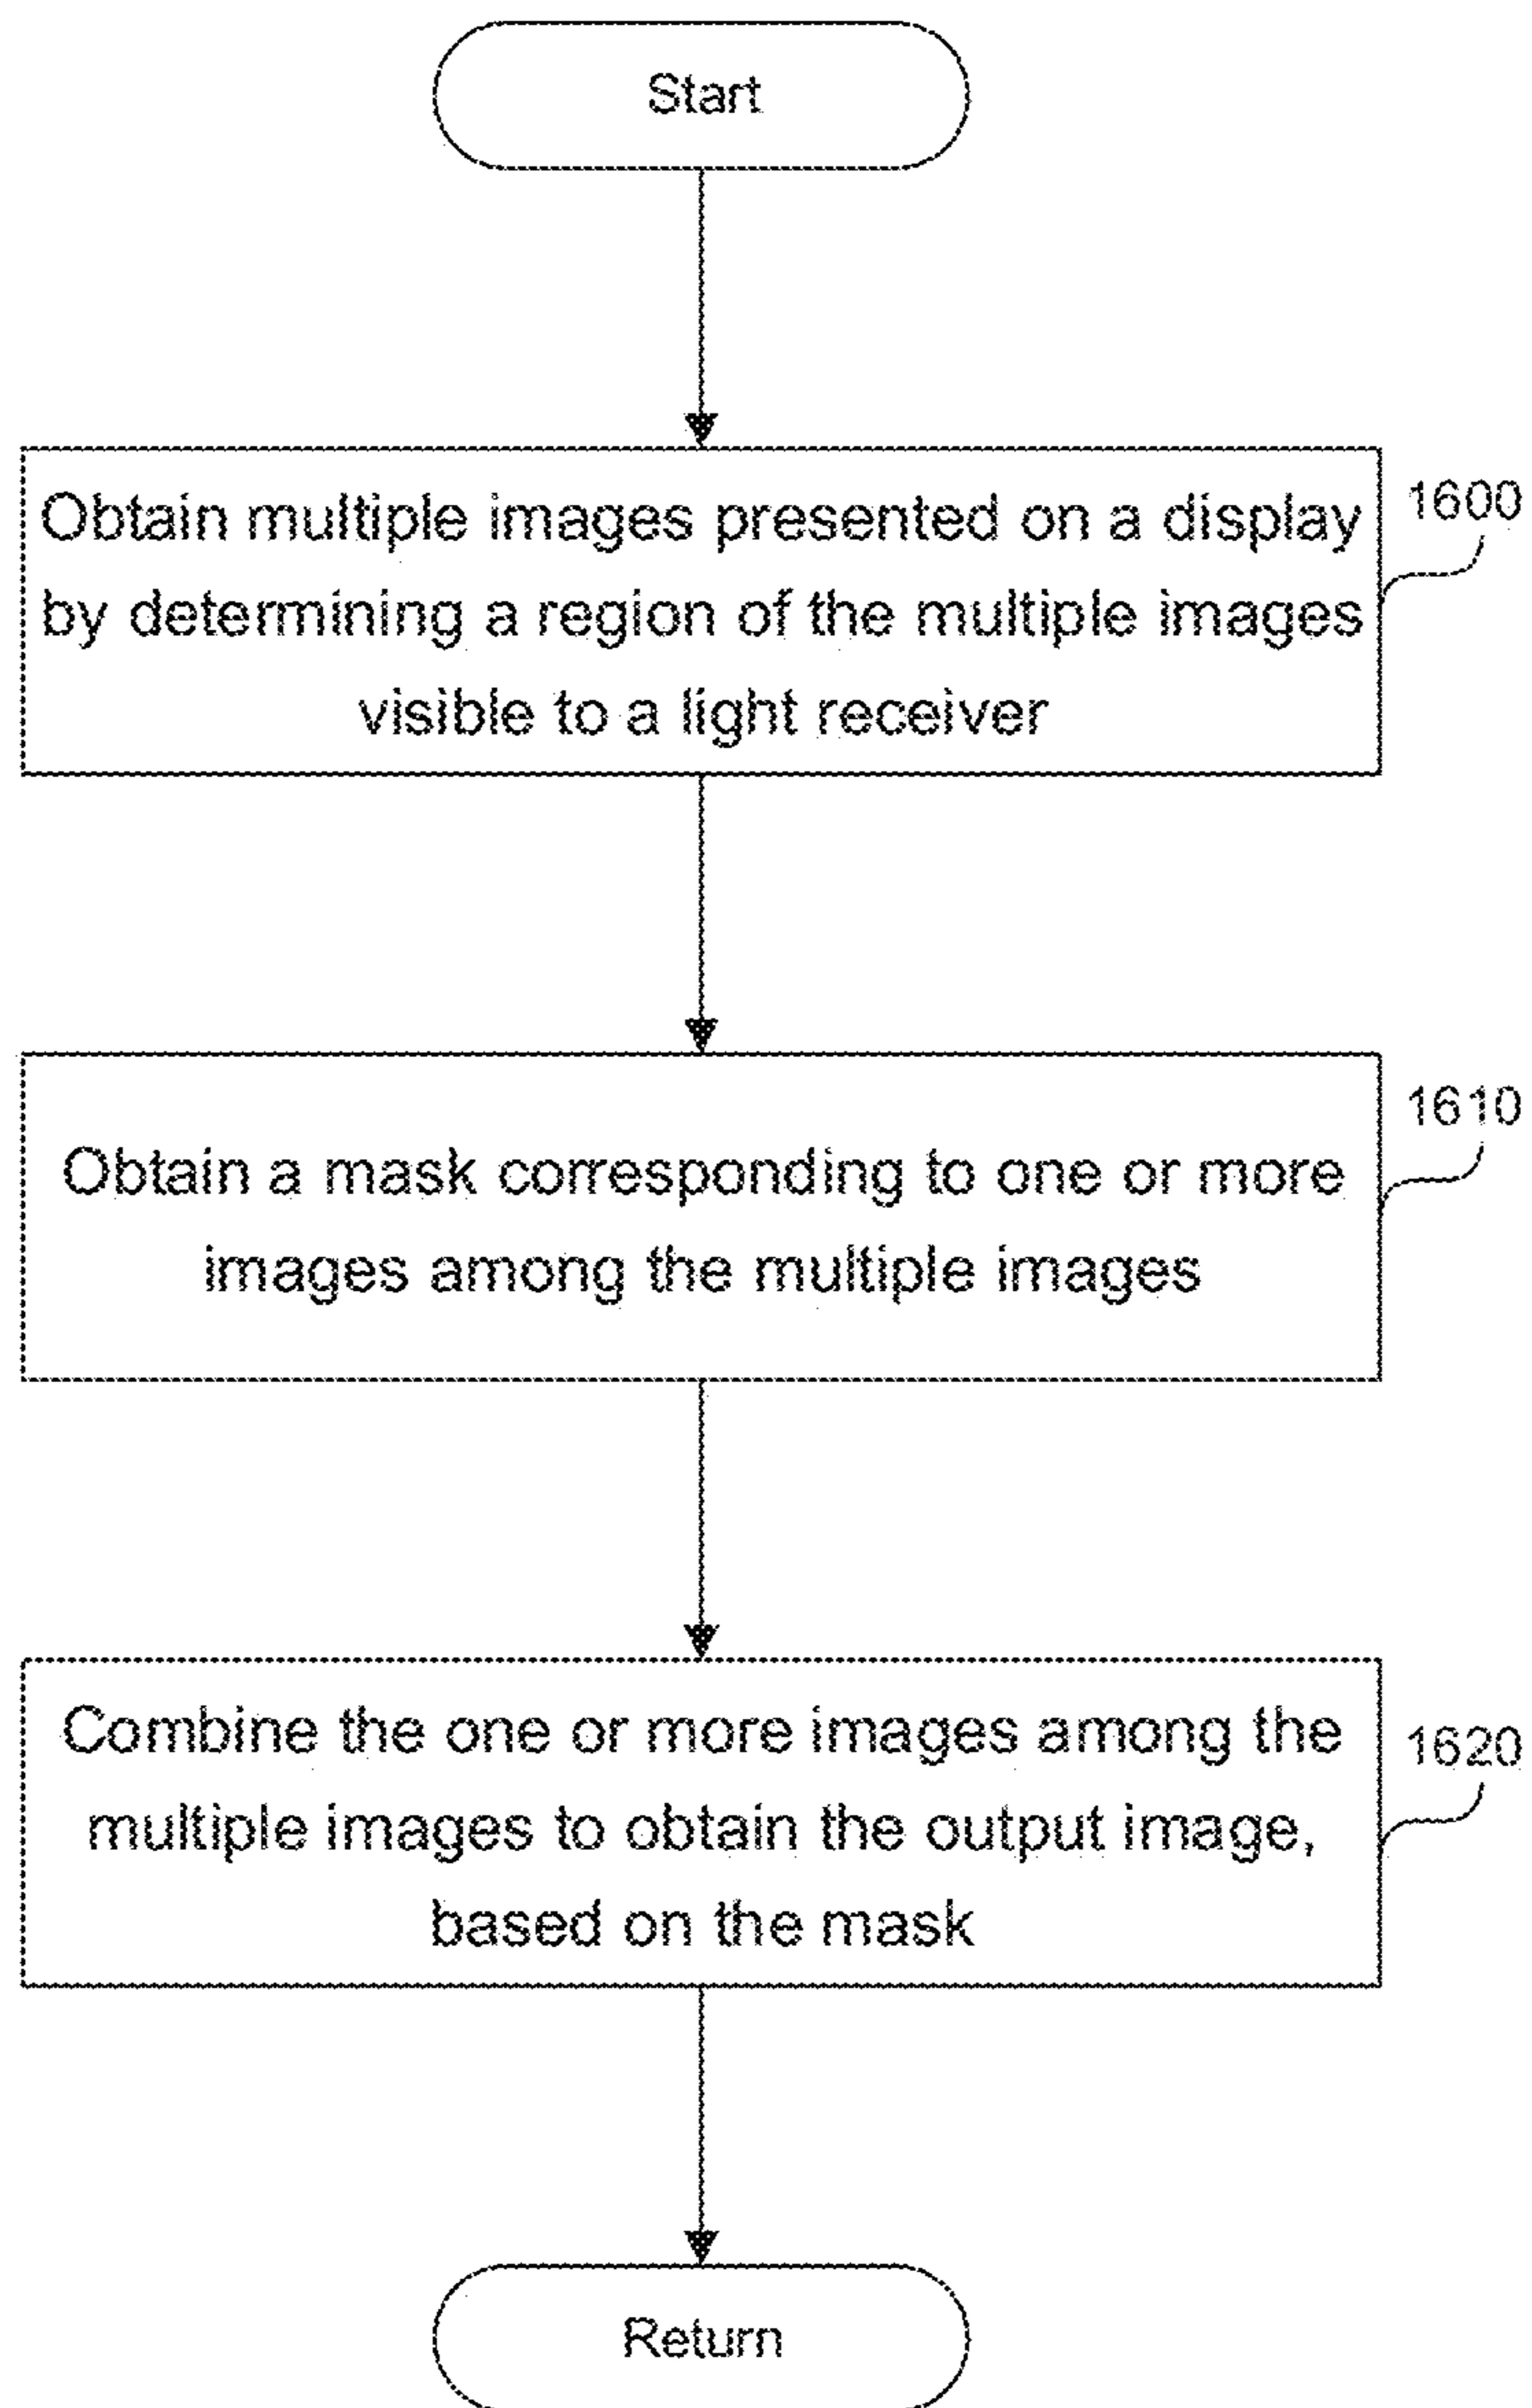 Start
Obtain multiple images presented on a display
by determining a region of the multiple images
visible to a light receiver
1600
Obtain a mask corresponding to one or more
images among the multiple images
1610
Combine the one or more images among the
multiple images to obtain the output image,
based on the mask
1620
Return